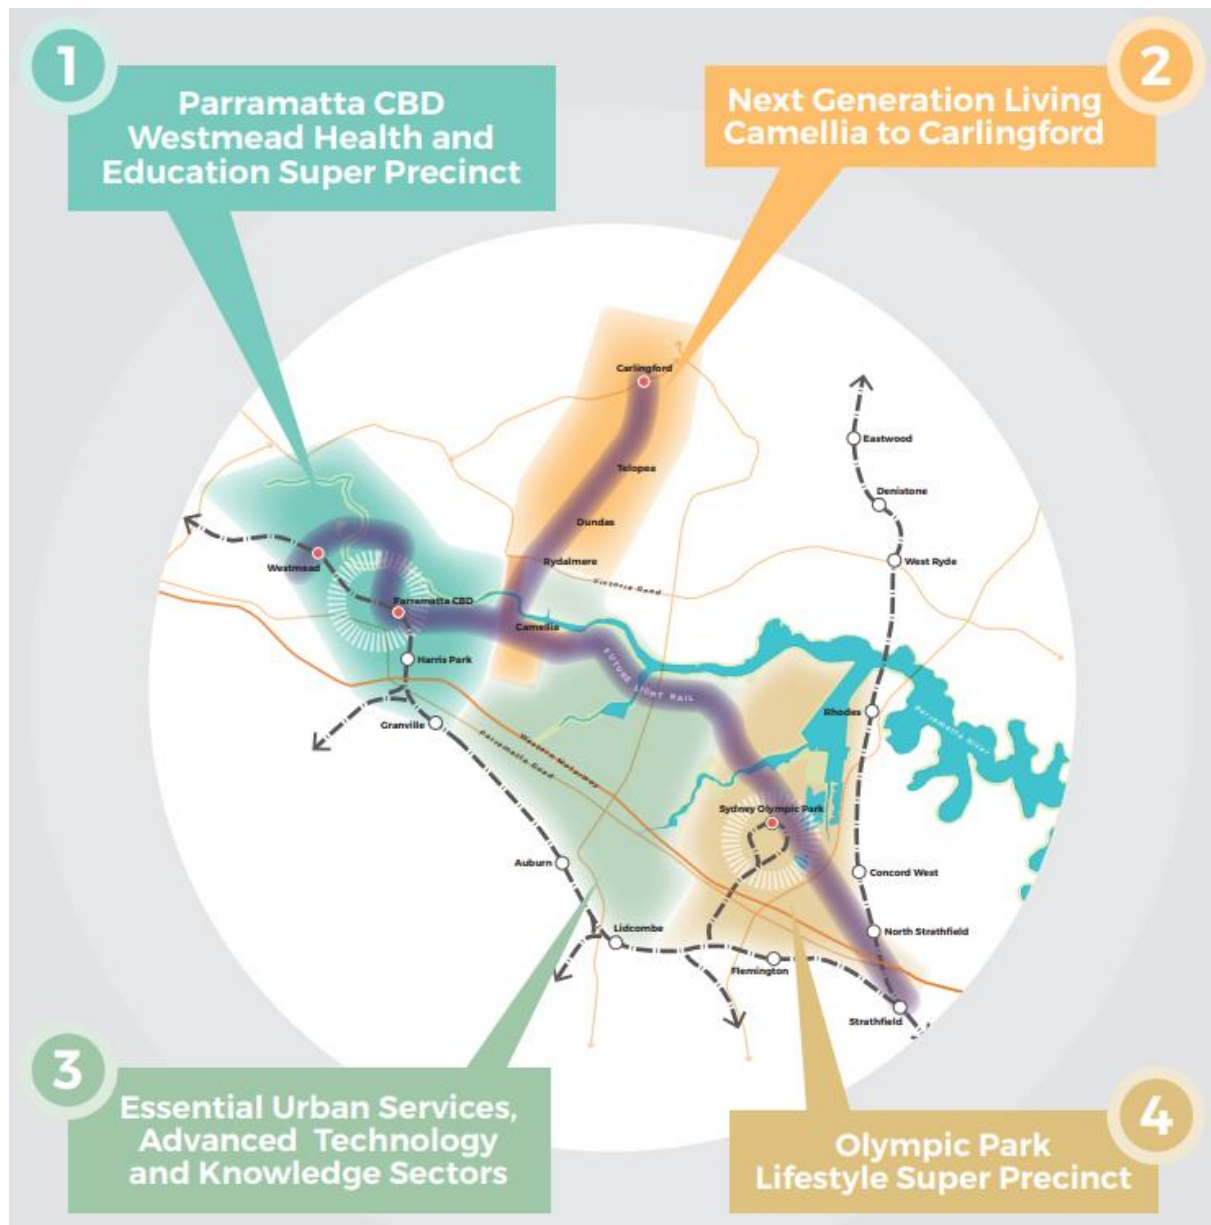 1
Parramatta CBD
Westmead Health and
Education Super Precinct
2
Next Generation Living
Camellia to Carlingford
Carlingford
Eastwood
Telopea
Denistone
Dundas
Westmead
Rydalmere
West Ryde
Victoria Road
Parramatta CBD
Camellia
Harris Park
FUTURE LIGHT RAIL
Rhodes
Parramatta River
Granville
Parramatta Road
Western Motorway
Sydney Olympic Park
Auburn
Concord West
Lidcombe
North Strathfield
Flemington
Strathfield
3
Essential Urban Services,
Advanced Technology
and Knowledge Sectors
4
Olympic Park
Lifestyle Super Precinct